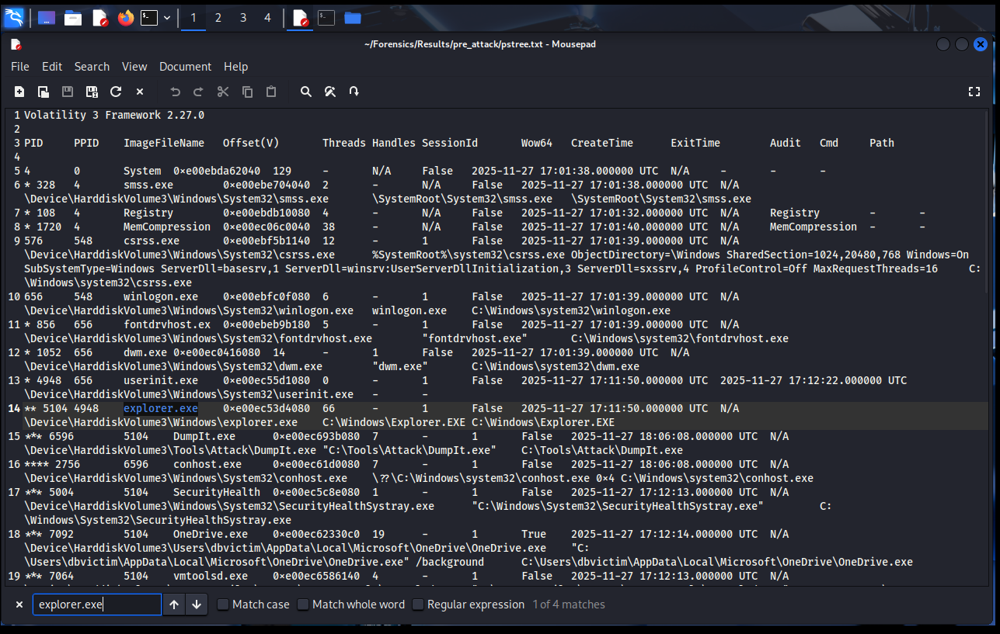 1 2 3 4
~/Forensics/Results/pre_attack/pstree.txt - Mousepad
File Edit Search View Document Help
1 Volatility 3 Framework 2.27.0
2
3 PID PPID ImageFileName Offset(V) Threads Handles SessionId Wow64 CreateTime ExitTime Audit Cmd Path
4
5 4 0 System 0×e00ebda62040 129 - N/A False 2025-11-27 17:01:38.000000 UTC N/A - - -
6 * 328 4 smss.exe 0×e00ebe704040 2 - N/A False 2025-11-27 17:01:38.000000 UTC N/A
\Device\HarddiskVolume3\Windows\System32\smss.exe \SystemRoot\System32\smss.exe \SystemRoot\System32\smss.exe
7 * 108 4 Registry 0×e00ebdb10080 4 - N/A False 2025-11-27 17:01:32.000000 UTC N/A Registry - -
8 * 1720 4 MemCompression 0×e00ec06c0040 38 - N/A False 2025-11-27 17:01:40.000000 UTC N/A MemCompression - -
9 576 548 csrss.exe 0×e00ebf5b1140 12 - 1 False 2025-11-27 17:01:39.000000 UTC N/A
\Device\HarddiskVolume3\Windows\System32\csrss.exe %SystemRoot%\system32\csrss.exe ObjectDirectory=\Windows SharedSection=1024,20480,768 Windows=On
SubSystemType=Windows ServerDll=basesrv,1 ServerDll=winsrv:UserServerDllInitialization,3 ServerDll=sxssrv,4 ProfileControl=Off MaxRequestThreads=16 C:
\Windows\system32\csrss.exe
10 656 548 winlogon.exe 0×e00ebfc0f080 6 - 1 False 2025-11-27 17:01:39.000000 UTC N/A
\Device\HarddiskVolume3\Windows\System32\winlogon.exe winlogon.exe C:\Windows\system32\winlogon.exe
11 * 856 656 fontdrvhost.ex 0×e00ebeb9b180 5 - 1 False 2025-11-27 17:01:39.000000 UTC N/A
\Device\HarddiskVolume3\Windows\System32\fontdrvhost.exe "fontdrvhost.exe" C:\Windows\system32\fontdrvhost.exe
12 * 1052 656 dwm.exe 0×e00ec0416080 14 - 1 False 2025-11-27 17:01:39.000000 UTC N/A
\Device\HarddiskVolume3\Windows\System32\dwm.exe "dwm.exe" C:\Windows\system32\dwm.exe
13 * 4948 656 userinit.exe 0×e00ec55d1080 0 - 1 False 2025-11-27 17:11:50.000000 UTC 2025-11-27 17:12:22.000000 UTC
\Device\HarddiskVolume3\Windows\System32\userinit.exe - -
14 ** 5104 4948 explorer.exe 0×e00ec53d4080 66 - 1 False 2025-11-27 17:11:50.000000 UTC N/A
\Device\HarddiskVolume3\Windows\explorer.exe C:\Windows\Explorer.EXE C:\Windows\Explorer.EXE
15 *** 6596 5104 DumpIt.exe 0×e00ec693b080 7 - 1 False 2025-11-27 18:06:08.000000 UTC N/A
\Device\HarddiskVolume3\Tools\Attack\DumpIt.exe "C:\Tools\Attack\DumpIt.exe" C:\Tools\Attack\DumpIt.exe
16 **** 2756 6596 conhost.exe 0×e00ec61d0080 7 - 1 False 2025-11-27 18:06:08.000000 UTC N/A
\Device\HarddiskVolume3\Windows\System32\conhost.exe \??\C:\Windows\system32\conhost.exe 0×4 C:\Windows\system32\conhost.exe
17 *** 5004 5104 SecurityHealth 0×e00ec5c8e080 1 - 1 False 2025-11-27 17:12:13.000000 UTC N/A
\Device\HarddiskVolume3\Windows\System32\SecurityHealthSystray.exe "C:\Windows\System32\SecurityHealthSystray.exe" C:
\Windows\System32\SecurityHealthSystray.exe
18 *** 7092 5104 OneDrive.exe 0×e00ec62330c0 19 - 1 True 2025-11-27 17:12:14.000000 UTC N/A
\Device\HarddiskVolume3\Users\dbvictim\AppData\Local\Microsoft\OneDrive\OneDrive.exe "C:
\Users\dbvictim\AppData\Local\Microsoft\OneDrive\OneDrive.exe" /background C:\Users\dbvictim\AppData\Local\Microsoft\OneDrive\OneDrive.exe
19 *** 7064 5104 vmtoolsd.exe 0×e00ec6586140 4 - 1 False 2025-11-27 17:12:13.000000 UTC N/A
explorer.exe Match case Match whole word Regular expression 1 of 4 matches